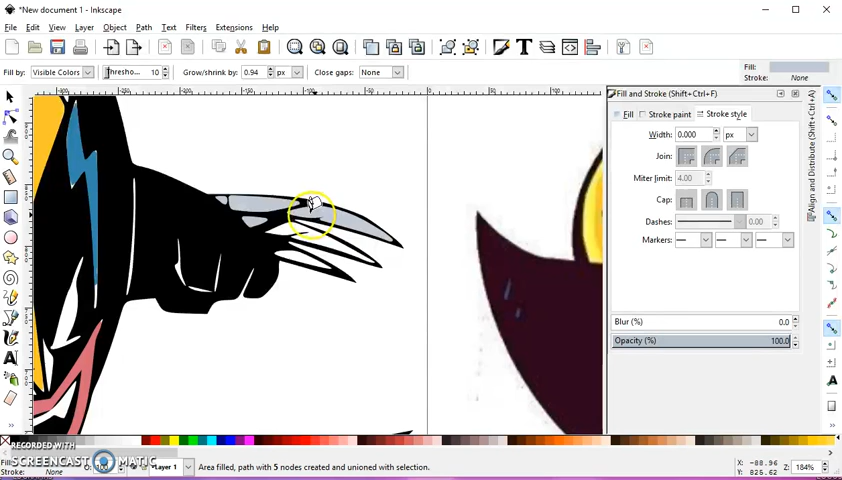 *New document 1 - Inkscape
File Edit View Layer Object Path Text Filters Extensions Help
Fill by: Visible Colors Thresho... 10 Grow/shrink by: 0.94 px Close gaps: None
Fill:
Stroke: None
Fill and Stroke (Shift+Ctrl+F)
Fill Stroke paint Stroke style
Width: 0.000 px
Join:
Miter limit: 4.00
Cap:
Dashes: 0.00
Markers:
Blur (%) 0.0
Opacity (%) 100.0
Align and Distribute (Shift+Ctrl+A)
RECORDED WITH
SCREENCAST MATIC
Stroke: None
Layer 1
Area filled, path with 5 nodes created and unioned with selection.
X: -88.96
Y: 825.62
Z: 184%